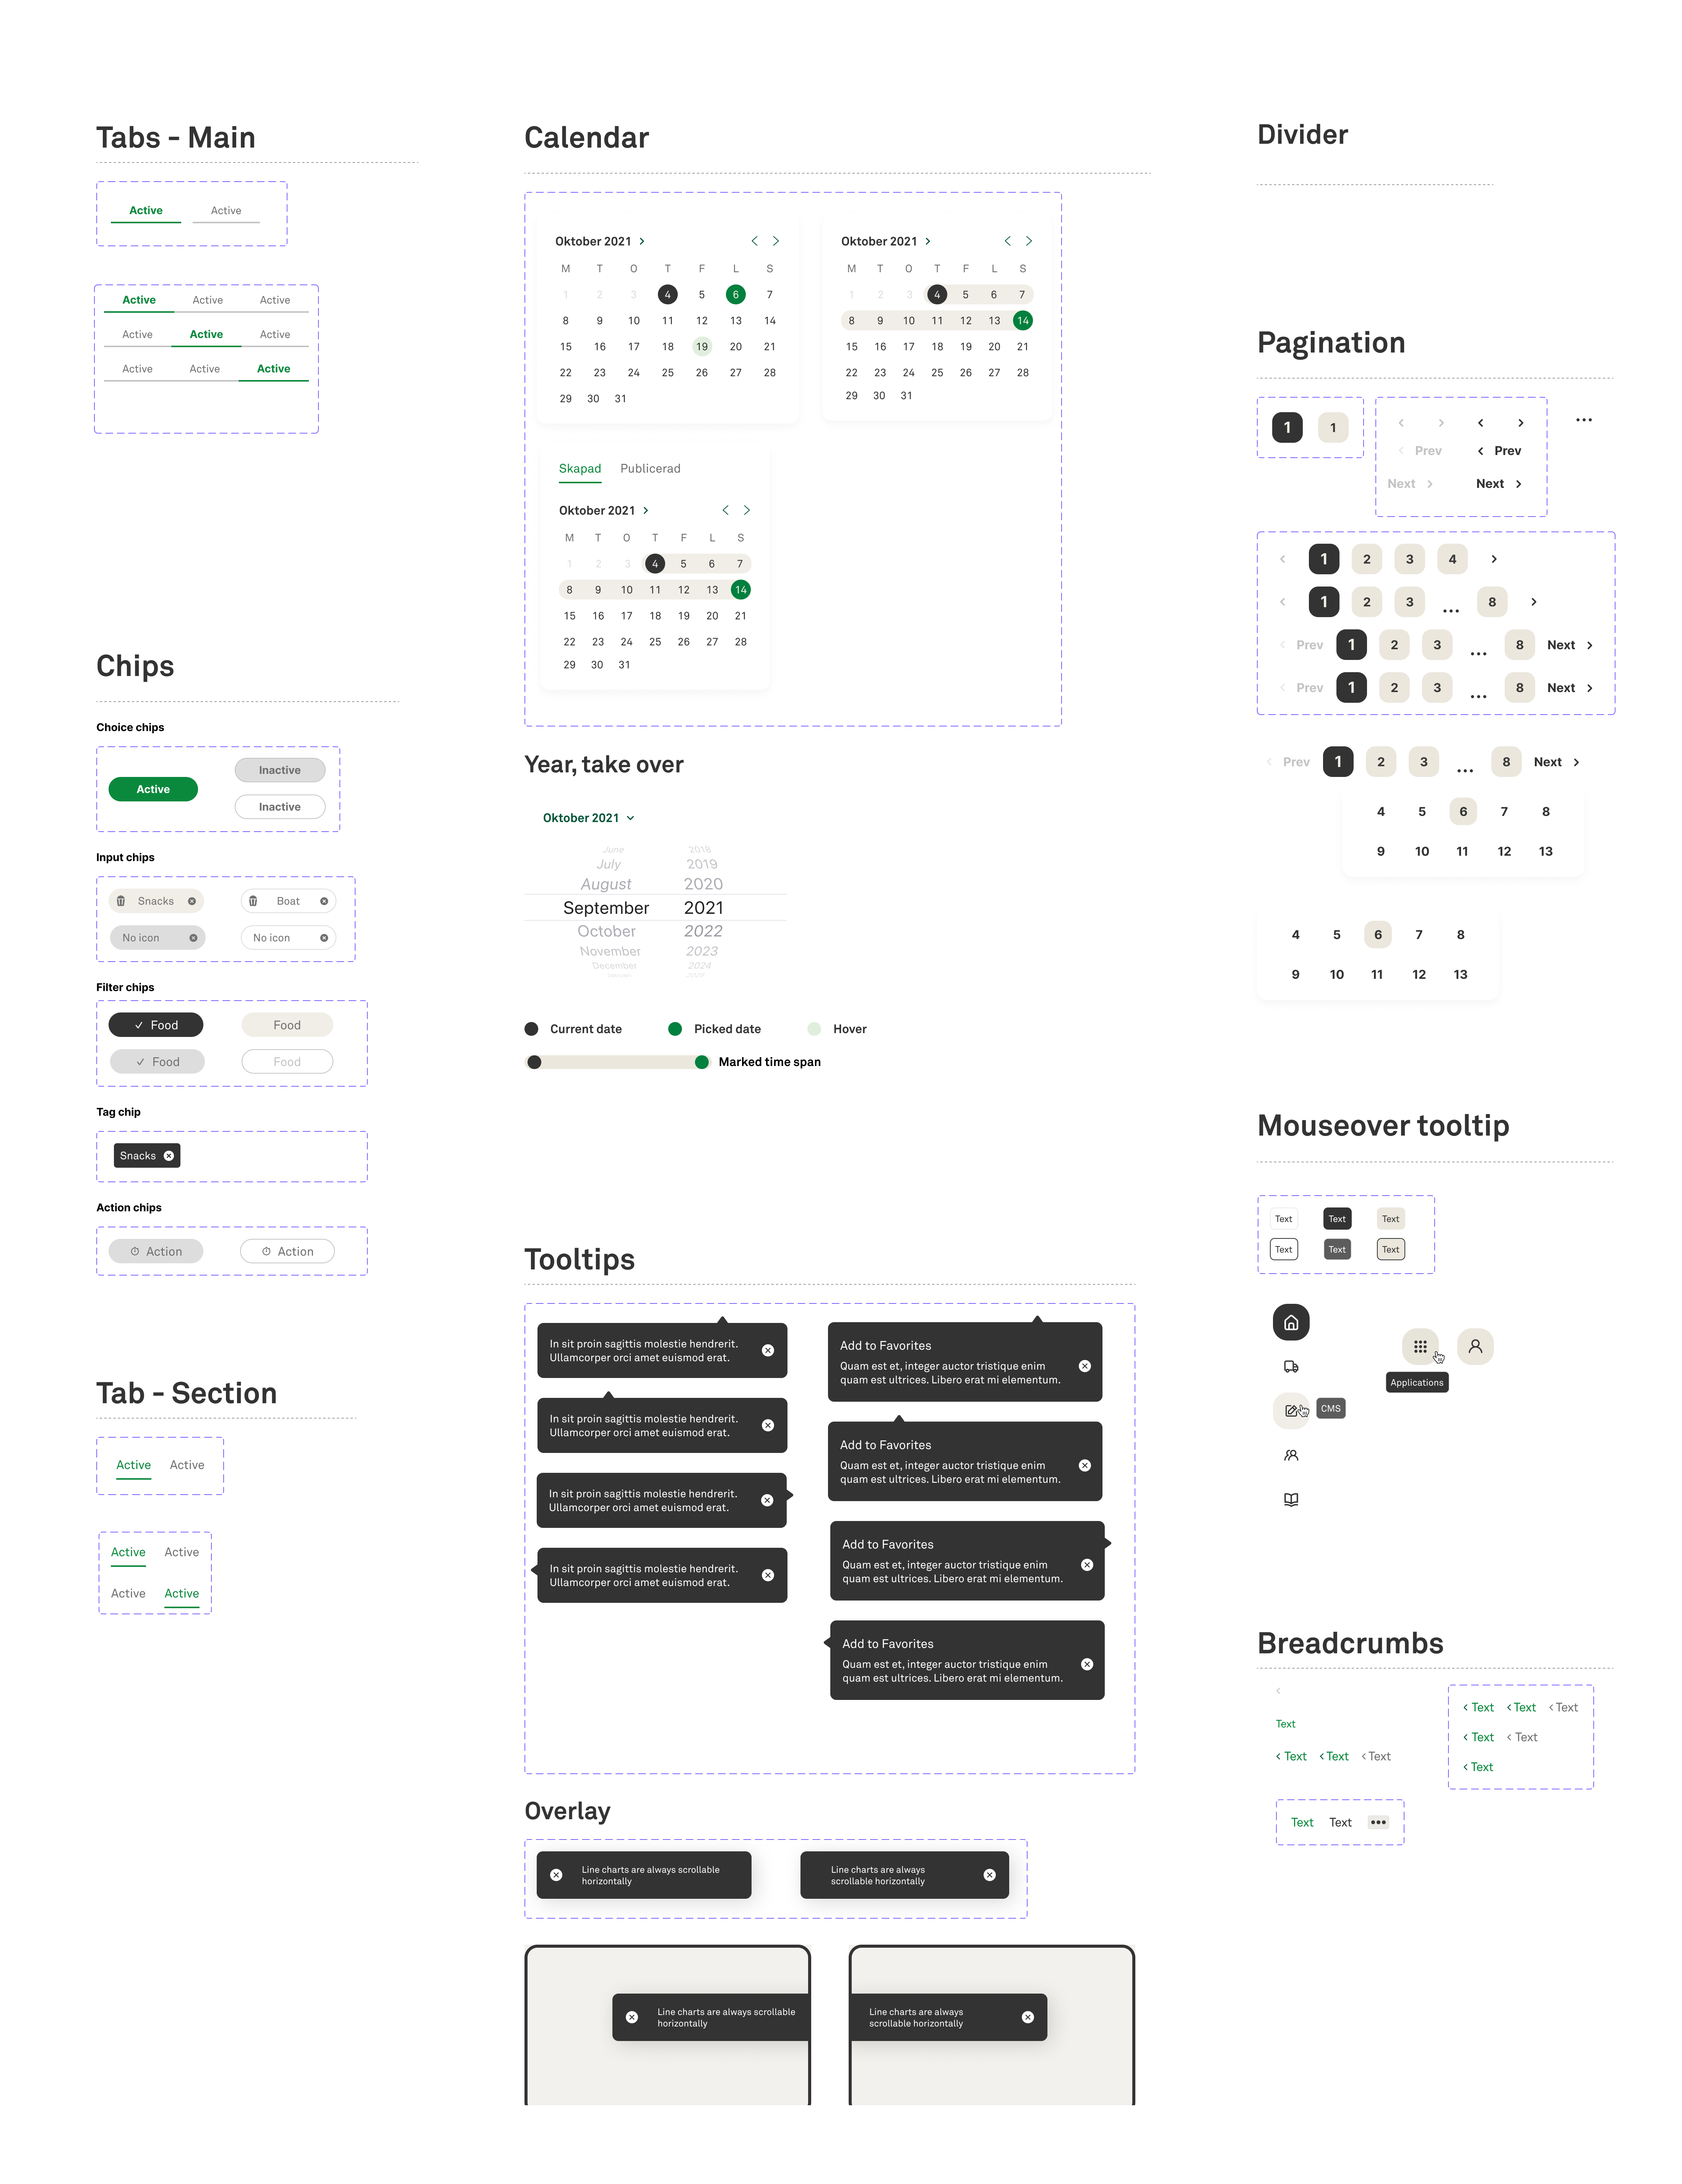 Tabs - Main
Active Active
Active Active Active
Active Active Active
Active Active Active
Chips
Choice chips
Active
Inactive
Inactive
Input chips
Snacks Boat
No icon No icon
Filter chips
Food Food
Food Food
Tag chip
Snacks
Action chips
Action Action
Tab - Section
Active Active
Active Active
Active Active
Calendar
Oktober 2021
M T O T F L S
1 2 3 4 5 6 7
8 9 10 11 12 13 14
15 16 17 18 19 20 21
22 23 24 25 26 27 28
29 30 31
Oktober 2021
M T O T F L S
1 2 3 4 5 6 7
8 9 10 11 12 13 14
15 16 17 18 19 20 21
22 23 24 25 26 27 28
29 30 31
Skapad Publicerad
Oktober 2021
M T O T F L S
1 2 3 4 5 6 7
8 9 10 11 12 13 14
15 16 17 18 19 20 21
22 23 24 25 26 27 28
29 30 31
Year, take over
Oktober 2021
June 2018
July 2019
August 2020
September 2021
October 2022
November 2023
December 2024
Current date Picked date Hover
Marked time span
Tooltips
In sit proin sagittis molestie hendrerit.
Ullamcorper orci amet euismod erat.
In sit proin sagittis molestie hendrerit.
Ullamcorper orci amet euismod erat.
In sit proin sagittis molestie hendrerit.
Ullamcorper orci amet euismod erat.
In sit proin sagittis molestie hendrerit.
Ullamcorper orci amet euismod erat.
Add to Favorites
Quam est et, integer auctor tristique enim
quam est ultrices. Libero erat mi elementum.
Add to Favorites
Quam est et, integer auctor tristique enim
quam est ultrices. Libero erat mi elementum.
Add to Favorites
Quam est et, integer auctor tristique enim
quam est ultrices. Libero erat mi elementum.
Add to Favorites
Quam est et, integer auctor tristique enim
quam est ultrices. Libero erat mi elementum.
Overlay
Line charts are always scrollable
horizontally
Line charts are always
scrollable horizontally
Line charts are always scrollable
horizontally
Line charts are always
scrollable horizontally
Divider
Pagination
1 1
< > < > ...
< Prev < Prev
Next > Next >
< 1 2 3 4 >
< 1 2 3 ... 8 >
< Prev 1 2 3 ... 8 Next >
< Prev 1 2 3 ... 8 Next >
< Prev 1 2 3 ... 8 Next >
4 5 6 7 8
9 10 11 12 13
4 5 6 7 8
9 10 11 12 13
Mouseover tooltip
Text Text Text
Text Text Text
Applications
CMS
Breadcrumbs
<
Text
< Text < Text < Text
< Text < Text < Text
< Text < Text
< Text
Text Text •••